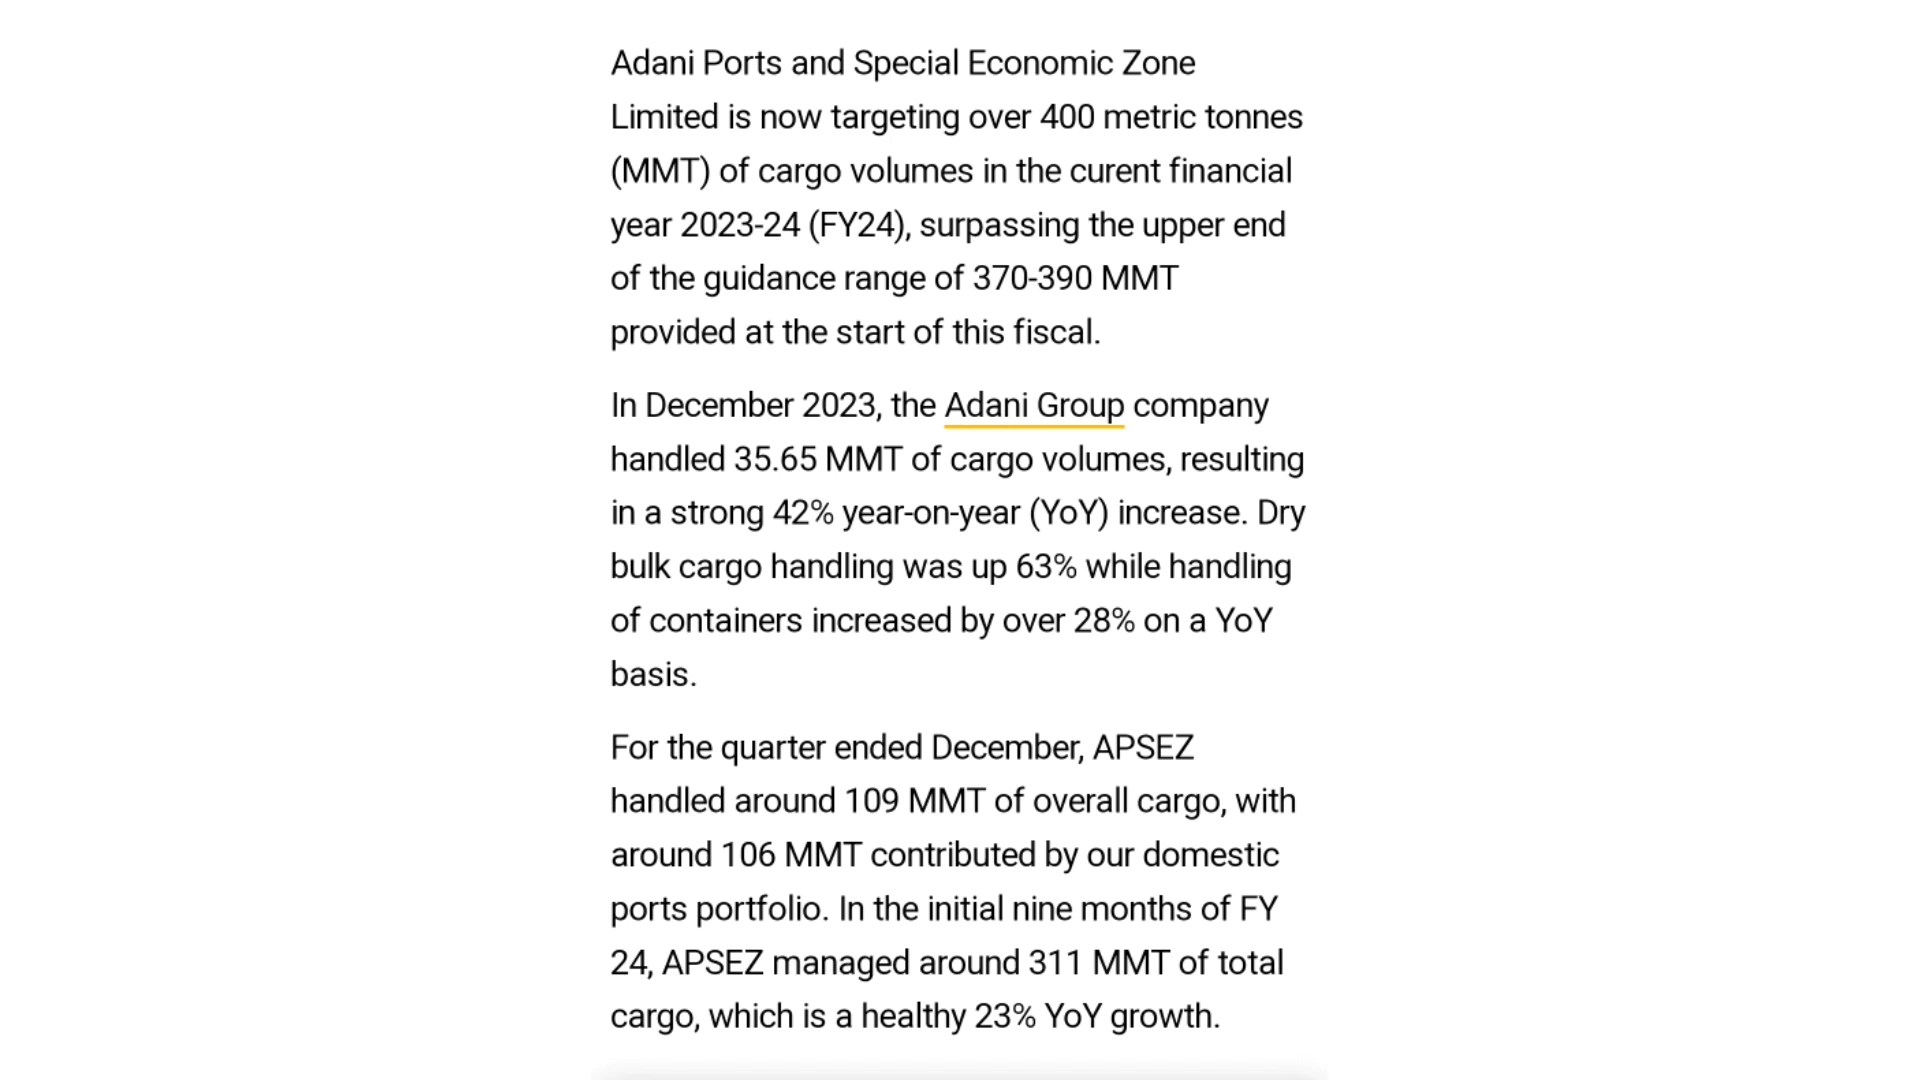 Adani Ports and Special Economic Zone
Limited is now targeting over 400 metric tonnes
(MMT) of cargo volumes in the curent financial
year 2023-24 (FY24), surpassing the upper end
of the guidance range of 370-390 MMT
provided at the start of this fiscal.
In December 2023, the Adani Group company
handled 35.65 MMT of cargo volumes, resulting
in a strong 42% year-on-year (YoY) increase. Dry
bulk cargo handling was up 63% while handling
of containers increased by over 28% on a YoY
basis.
For the quarter ended December, APSEZ
handled around 109 MMT of overall cargo, with
around 106 MMT contributed by our domestic
ports portfolio. In the initial nine months of FY
24, APSEZ managed around 311 MMT of total
cargo, which is a healthy 23% YoY growth.